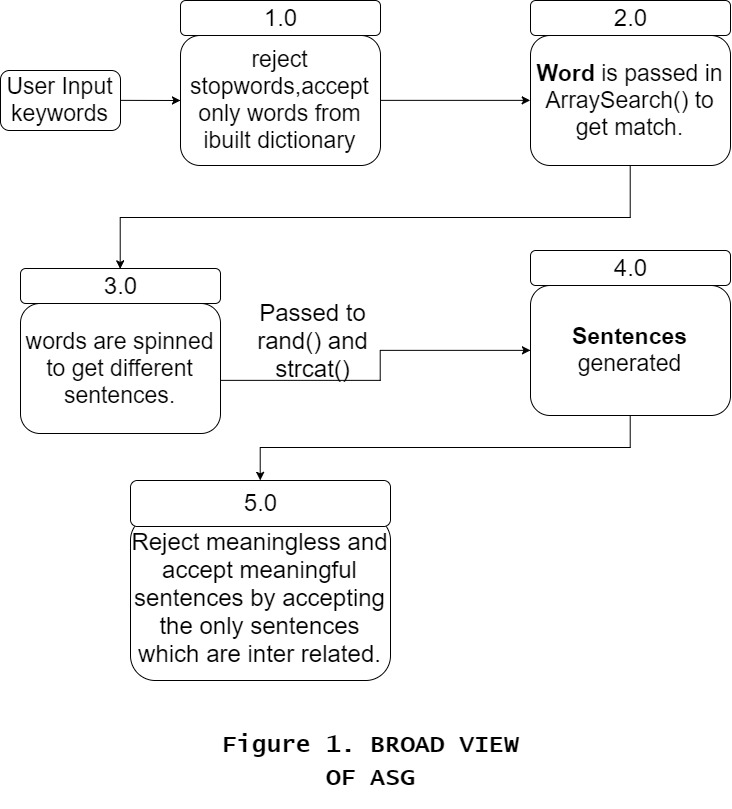 1.0
2.0
User Input
keywords
reject
stopwords,accept
only words from
ibuilt dictionary
Word is passed in
ArraySearch() to
get match.
3.0
words are spinned
to get different
sentences.
Passed to
rand() and
strcat()
4.0
Sentences
generated
5.0
Reject meaningless and
accept meaningful
sentences by accepting
the only sentences
which are inter related.
Figure 1. BROAD VIEW
OF ASG